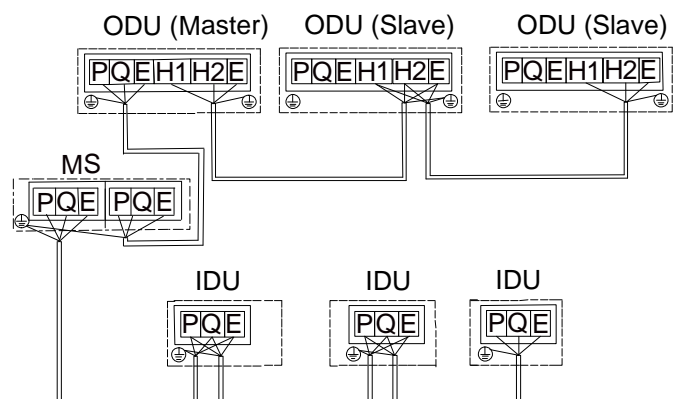 ODU (Master) ODU (Slave) ODU (Slave)
PQEH1H2E PQEH1H2E PQEH1H2E
MS
PQE PQE
IDU IDU IDU
PQE PQE PQE